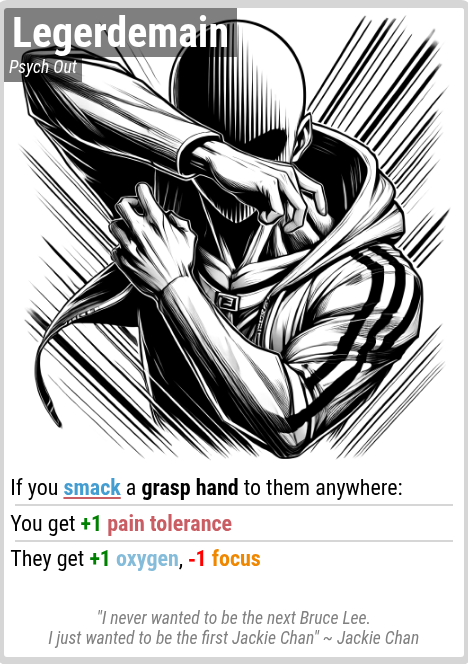 Legerdemain
Psych Out
If you smack a grasp hand to them anywhere:
You get +1 pain tolerance
They get +1 oxygen, -1 focus
"I never wanted to be the next Bruce Lee.
I just wanted to be the first Jackie Chan" ~ Jackie Chan